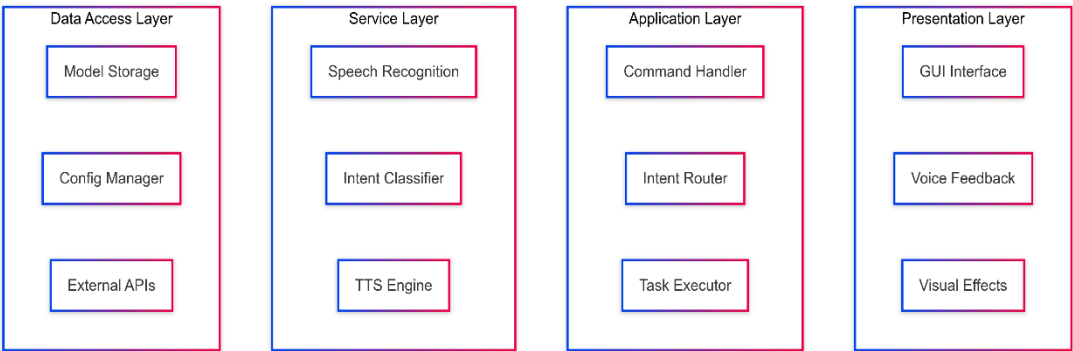 Data Access Layer
Model Storage
Config Manager
External APIs
Service Layer
Speech Recognition
Intent Classifier
TTS Engine
Application Layer
Command Handler
Intent Router
Task Executor
Presentation Layer
GUI Interface
Voice Feedback
Visual Effects